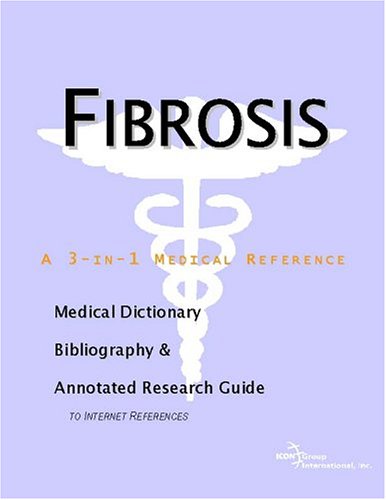 FIBROSIS
A 3-IN-1 MEDICAL REFERENCE
Medical Dictionary
Bibliography &
Annotated Research Guide
TO INTERNET REFERENCES
ICON Group
International, Inc.